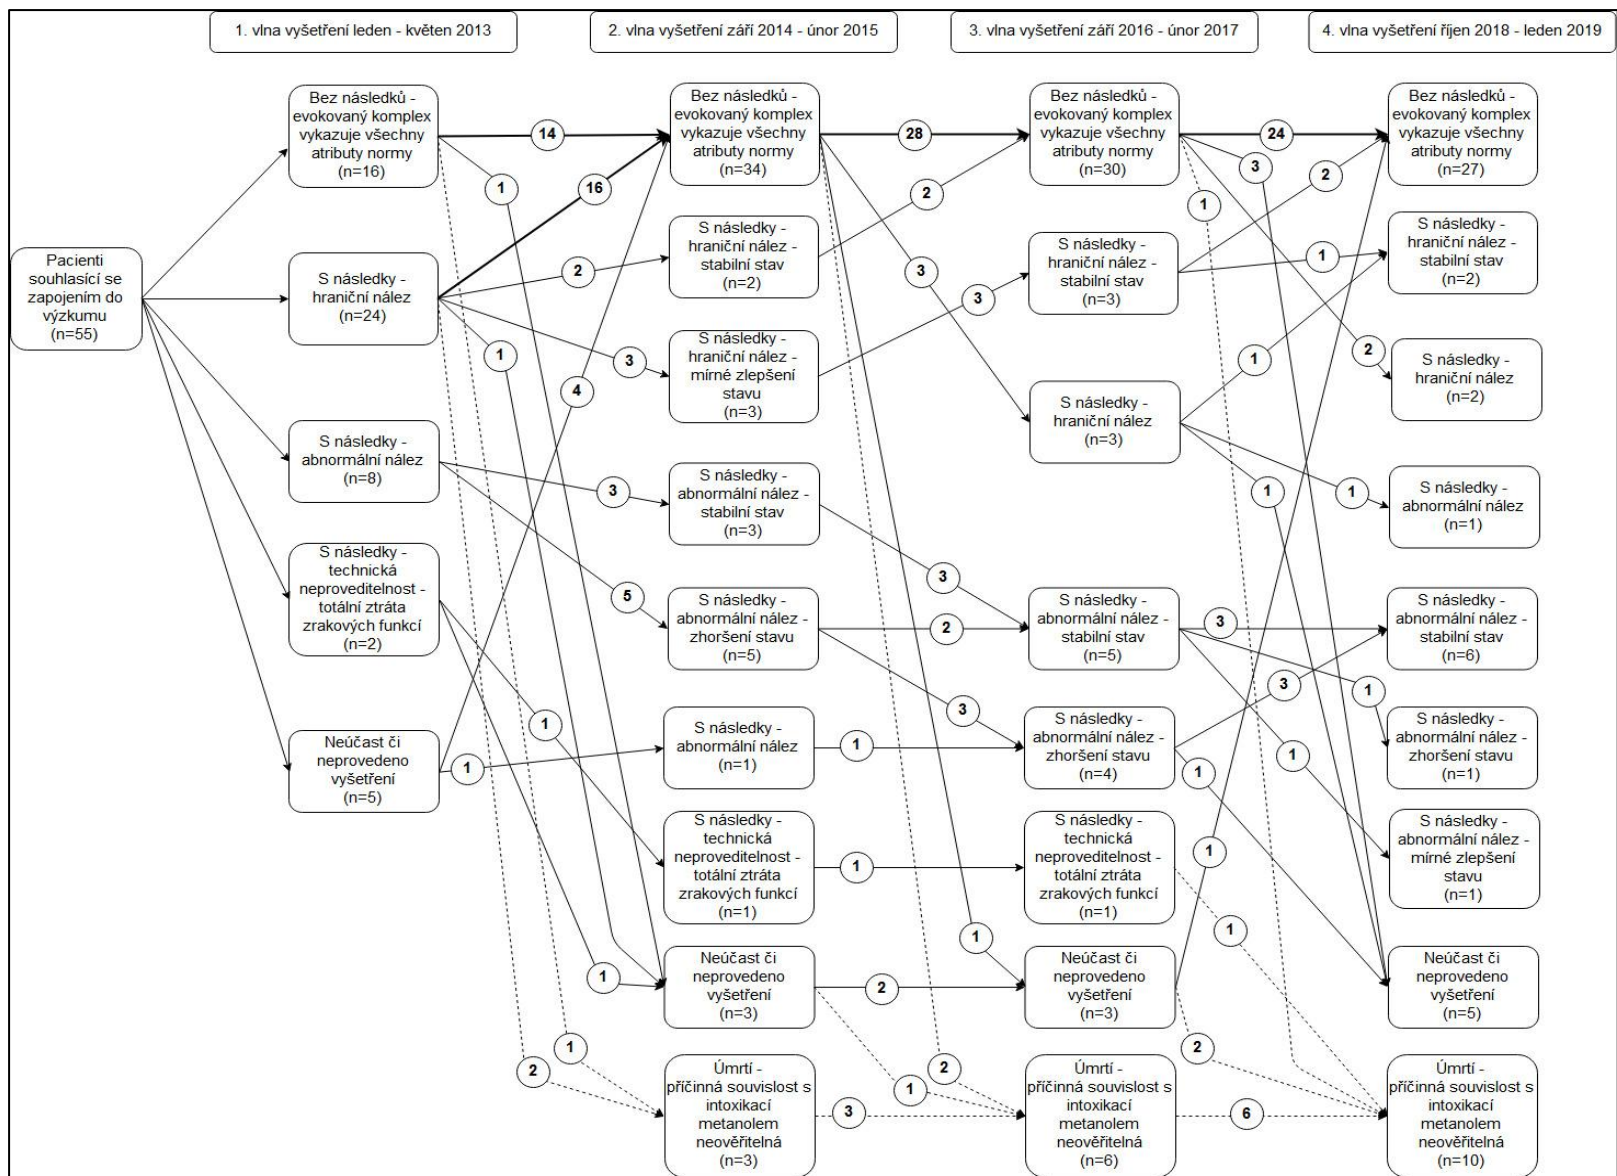 1. vlna vyšetření leden - květen 2013
2. vlna vyšetření září 2014 - únor 2015
3. vlna vyšetření září 2016 - únor 2017
4. vlna vyšetření říjen 2018 - leden 2019
Pacienti
souhlasící se
zapojením do
výzkumu
(n=55)
Bez následků -
evokovaný komplex
vykazuje všechny
atributy normy
(n=16)
S následky -
hraniční nález
(n=24)
S následky -
abnormální nález
(n=8)
S následky -
technická
neproveditelnost -
totální ztráta
zrakových funkcí
(n=2)
Neúčast či
neprovedeno
vyšetření
(n=5)
14
1
16
2
1
3
4
3
5
1
1
1
1
2
Bez následků -
evokovaný komplex
vykazuje všechny
atributy normy
(n=34)
S následky -
hraniční nález -
stabilní stav
(n=2)
S následky -
hraniční nález -
mírné zlepšení
stavu
(n=3)
S následky -
abnormální nález -
stabilní stav
(n=3)
S následky -
abnormální nález -
zhoršení stavu
(n=5)
S následky -
abnormální nález
(n=1)
S následky -
technická
neproveditelnost -
totální ztráta
zrakových funkcí
(n=1)
Neúčast či
neprovedeno
vyšetření
(n=3)
Úmrtí -
příčinná souvislost s
intoxikací
metanolem
neověřitelná
(n=3)
28
2
3
3
3
2
3
1
1
1
2
2
1
3
Bez následků -
evokovaný komplex
vykazuje všechny
atributy normy
(n=30)
S následky -
hraniční nález -
stabilní stav
(n=3)
S následky -
hraniční nález
(n=3)
S následky -
abnormální nález -
stabilní stav
(n=5)
S následky -
abnormální nález -
zhoršení stavu
(n=4)
S následky -
technická
neproveditelnost -
totální ztráta
zrakových funkcí
(n=1)
Neúčast či
neprovedeno
vyšetření
(n=3)
Úmrtí -
příčinná souvislost s
intoxikací
metanolem
neověřitelná
(n=6)
24
3
2
1
1
1
2
1
1
3
3
1
1
1
1
1
2
6
Bez následků -
evokovaný komplex
vykazuje všechny
atributy normy
(n=27)
S následky -
hraniční nález -
stabilní stav
(n=2)
S následky -
hraniční nález
(n=2)
S následky -
abnormální nález
(n=1)
S následky -
abnormální nález -
stabilní stav
(n=6)
S následky -
abnormální nález -
zhoršení stavu
(n=1)
S následky -
abnormální nález -
mírné zlepšení
stavu
(n=1)
Neúčast či
neprovedeno
vyšetření
(n=5)
Úmrtí -
příčinná souvislost s
intoxikací
metanolem
neověřitelná
(n=10)